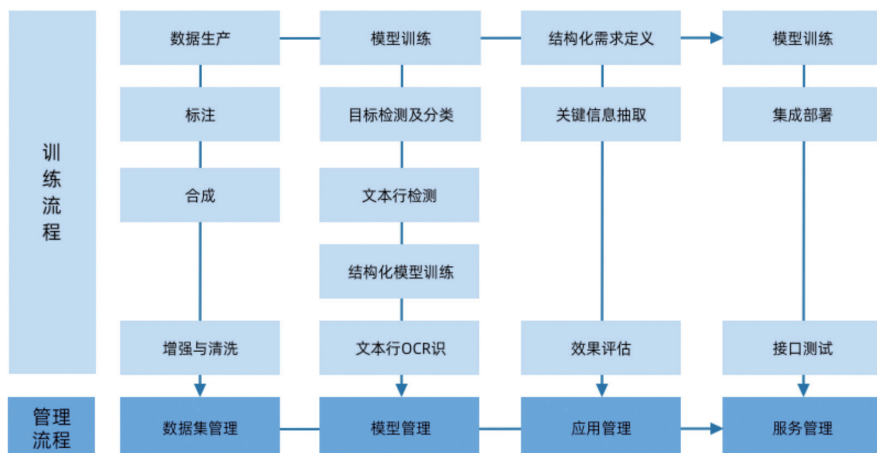 训练流程
数据生产
模型训练
结构化需求定义
模型训练
标注
目标检测及分类
关键信息抽取
集成部署
合成
文本行检测
结构化模型训练
增强与清洗
文本行OCR识
效果评估
接口测试
管理
流程
数据集管理
模型管理
应用管理
服务管理